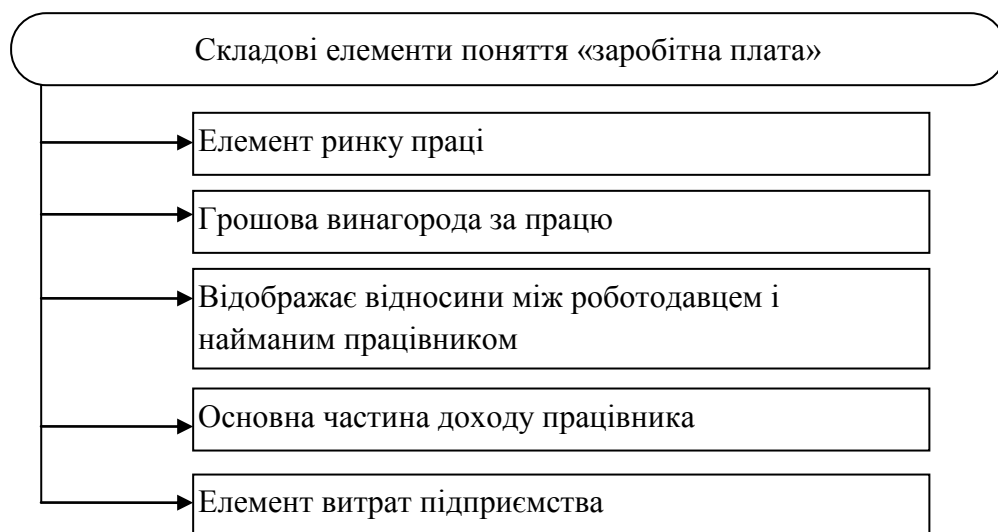 Складові елементи поняття «заробітна плата»
Елемент ринку праці
Грошова винагорода за працю
Відображає відносини між роботодавцем і
найманим працівником
Основна частина доходу працівника
Елемент витрат підприємства